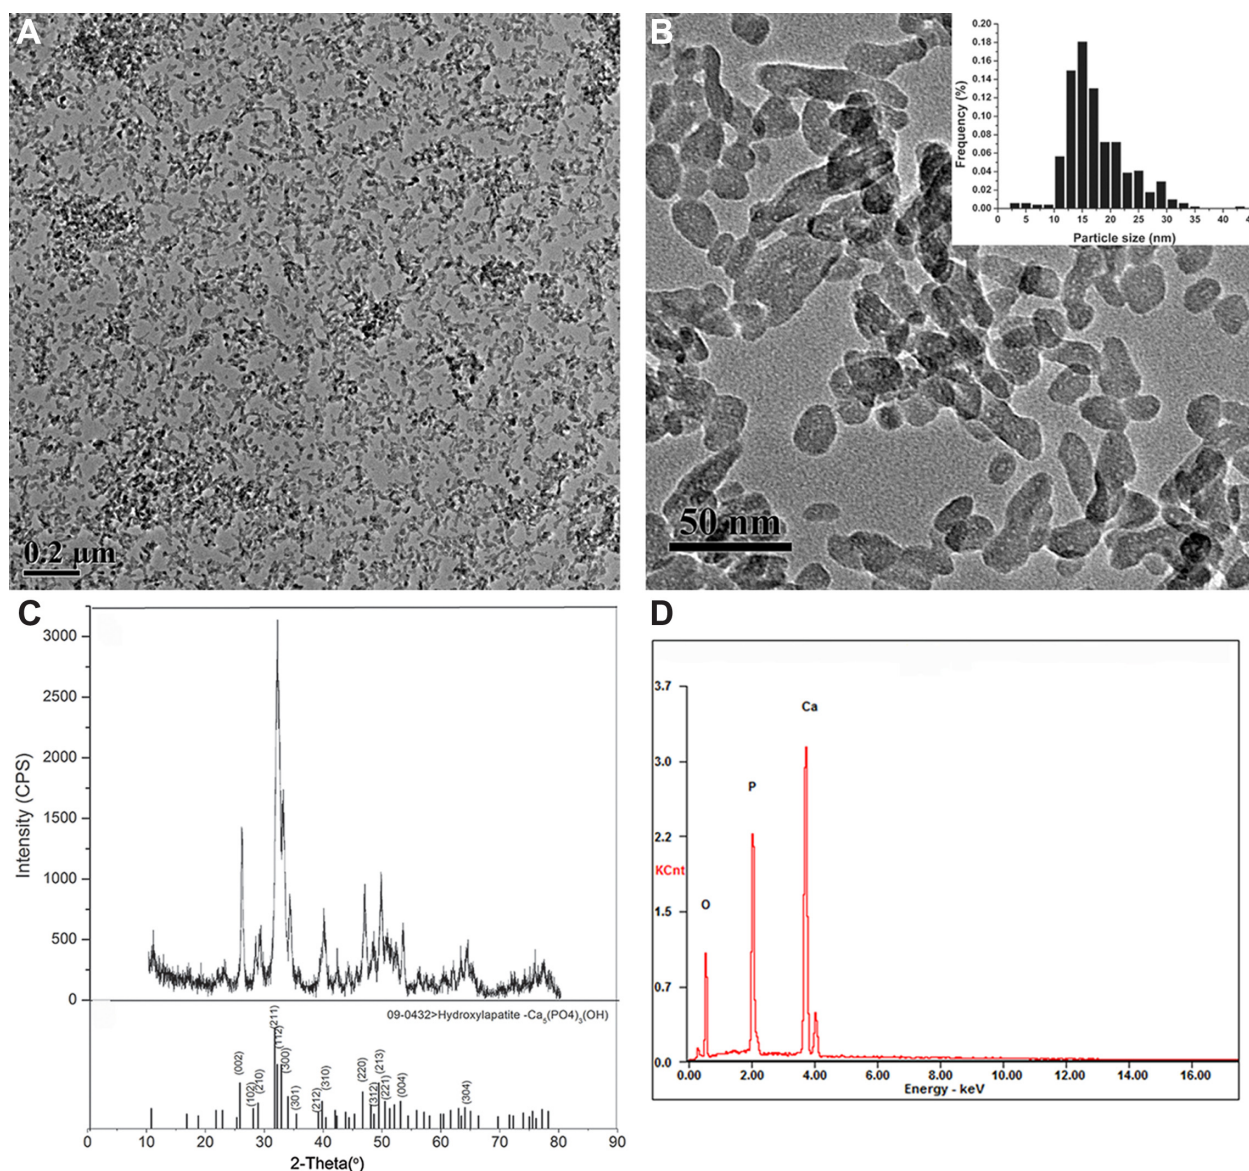 A
0.2 µm
B
50 nm
0.20
0.18
0.16
0.14
0.12
0.10
0.08
0.06
0.04
0.02
0.00
Frequency (%)
0 5 10 15 20 25 30 35 40
Particle size (nm)
C
3000
2500
2000
1500
1000
500
0
Intensity (CPS)
09-0432>Hydroxylapatite -Ca₅(PO4)₃(OH)
(002)
(102)
(210)
(211)
(112)
(300)
(301)
(212)
(310)
(220)
(312)
(213)
(221)
(004)
(304)
0 10 20 30 40 50 60 70 80 90
2-Theta(°)
D
3.7
3.0
2.2
1.5
0.7
0.0
KCnt
O
P
Ca
0.00 2.00 4.00 6.00 8.00 10.00 12.00 14.00 16.00
Energy - keV